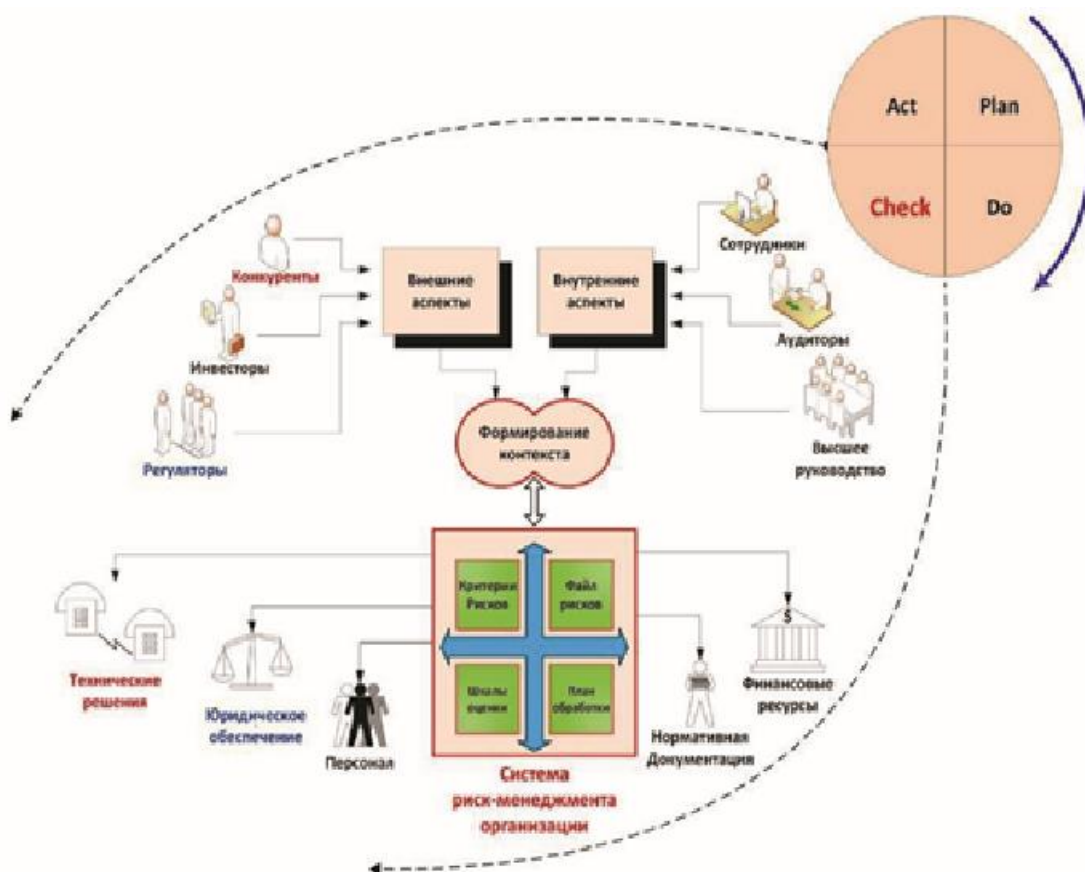 Act
Plan
Check
Do
Конкуренты
Инвесторы
Регуляторы
Внешние
аспекты
Внутренние
аспекты
Сотрудники
Аудиторы
Высшее
руководство
Формирование
контекста
Критерии
Рисков
Файл
рисков
Шкалы
оценки
План
обработки
Технические
решения
Юридическое
обеспечение
Персонал
Система
риск-менеджмента
организации
Нормативная
Документация
$
Финансовые
ресурсы